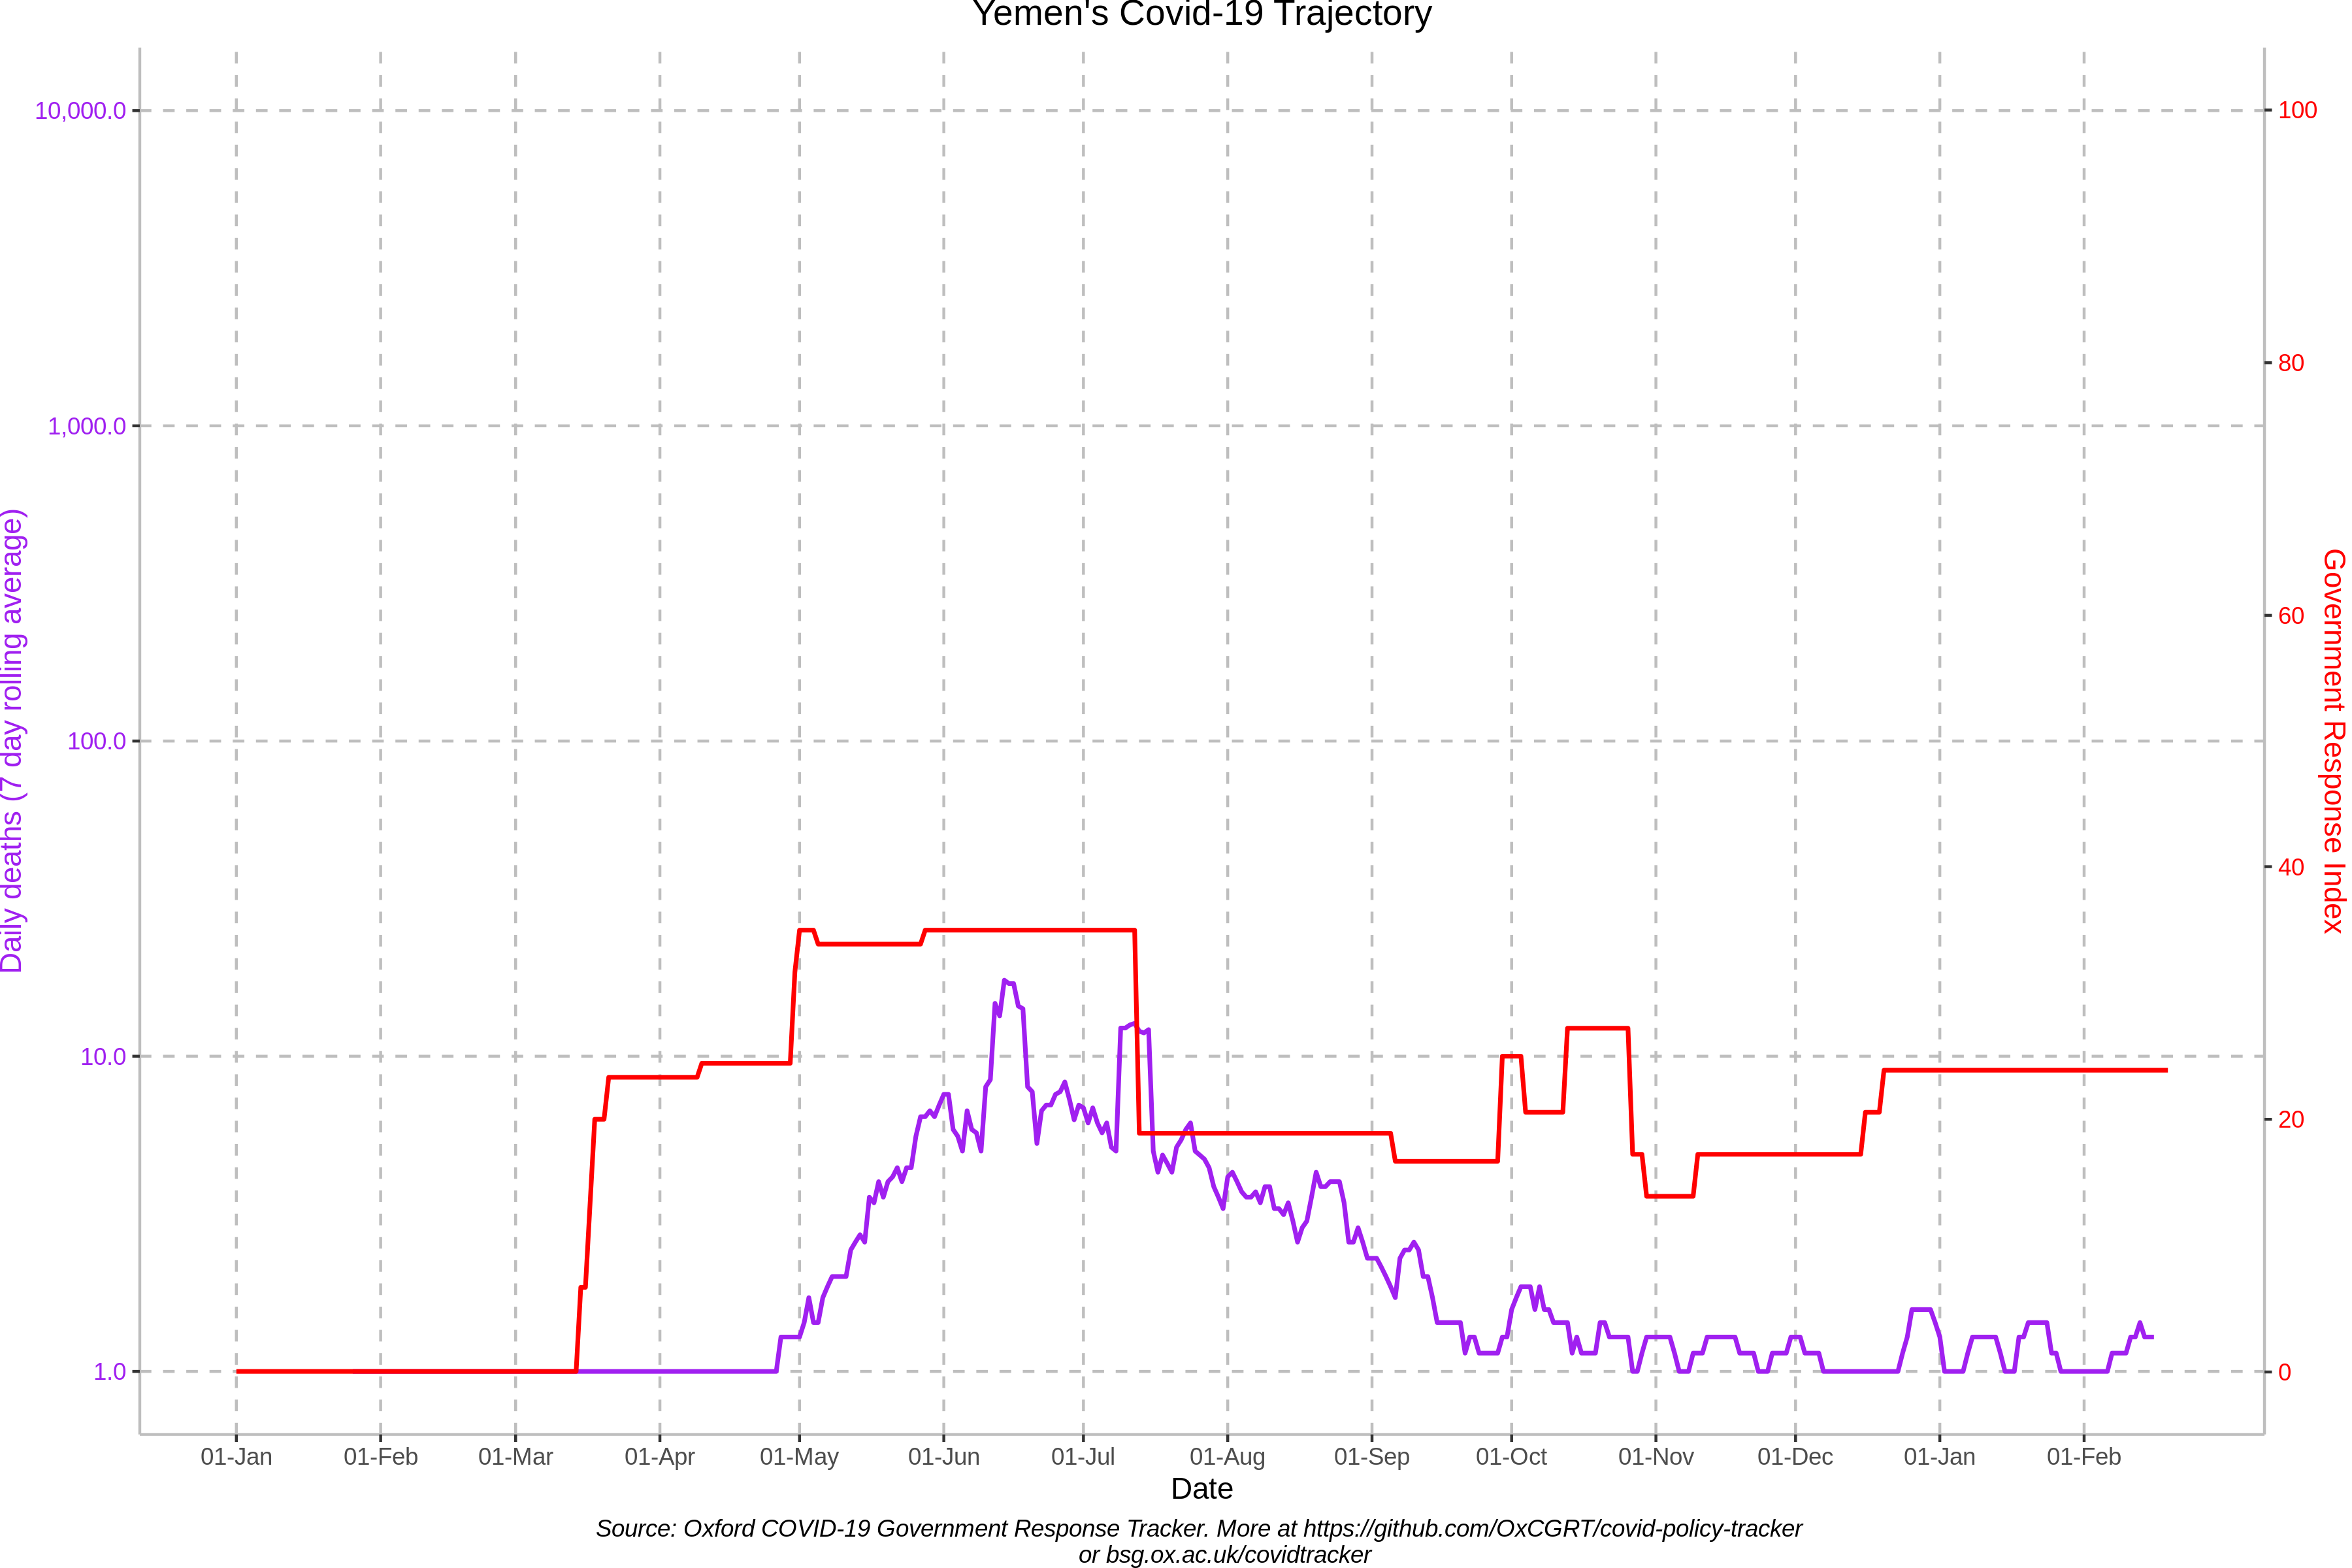 Yemen's Covid-19 Trajectory
10,000.0
1,000.0
100.0
10.0
1.0
Daily deaths (7 day rolling average)
100
80
60
40
20
0
Government Response Index
01-Jan 01-Feb 01-Mar 01-Apr 01-May 01-Jun 01-Jul 01-Aug 01-Sep 01-Oct 01-Nov 01-Dec 01-Jan 01-Feb
Date
Source: Oxford COVID-19 Government Response Tracker. More at https://github.com/OxCGRT/covid-policy-tracker
or bsg.ox.ac.uk/covidtracker